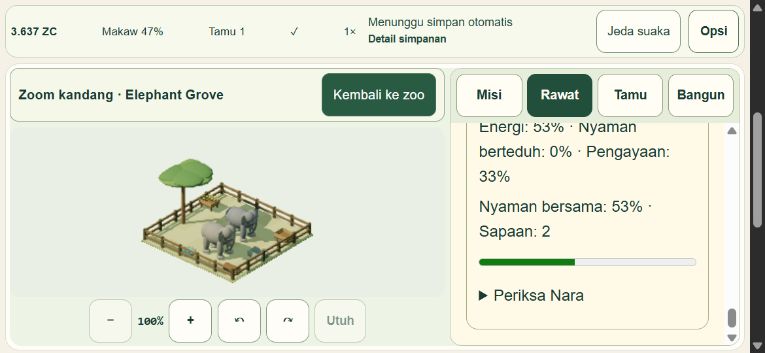 3.637 ZC
Makaw 47%
Tamu 1
✓
1×
Menunggu simpan otomatis
Detail simpanan
Jeda suaka
Opsi
Zoom kandang · Elephant Grove
Kembali ke zoo
Misi
Rawat
Tamu
Bangun
Energi: 53% · Nyaman
berteduh: 0% · Pengayaan:
33%
Nyaman bersama: 53% ·
Sapaan: 2
▶ Periksa Nara
−
100%
+
↶
↷
Utuh